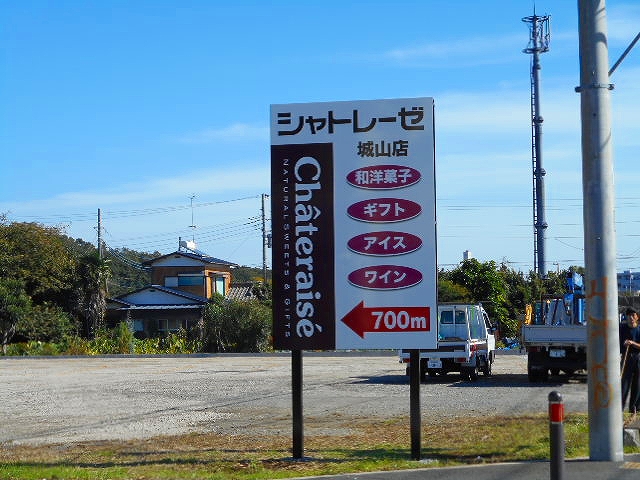 シャトレーゼ
城山店
Châteraisé
NATURAL SWEETS & GIFTS
和洋菓子
ギフト
アイス
ワイン
700m